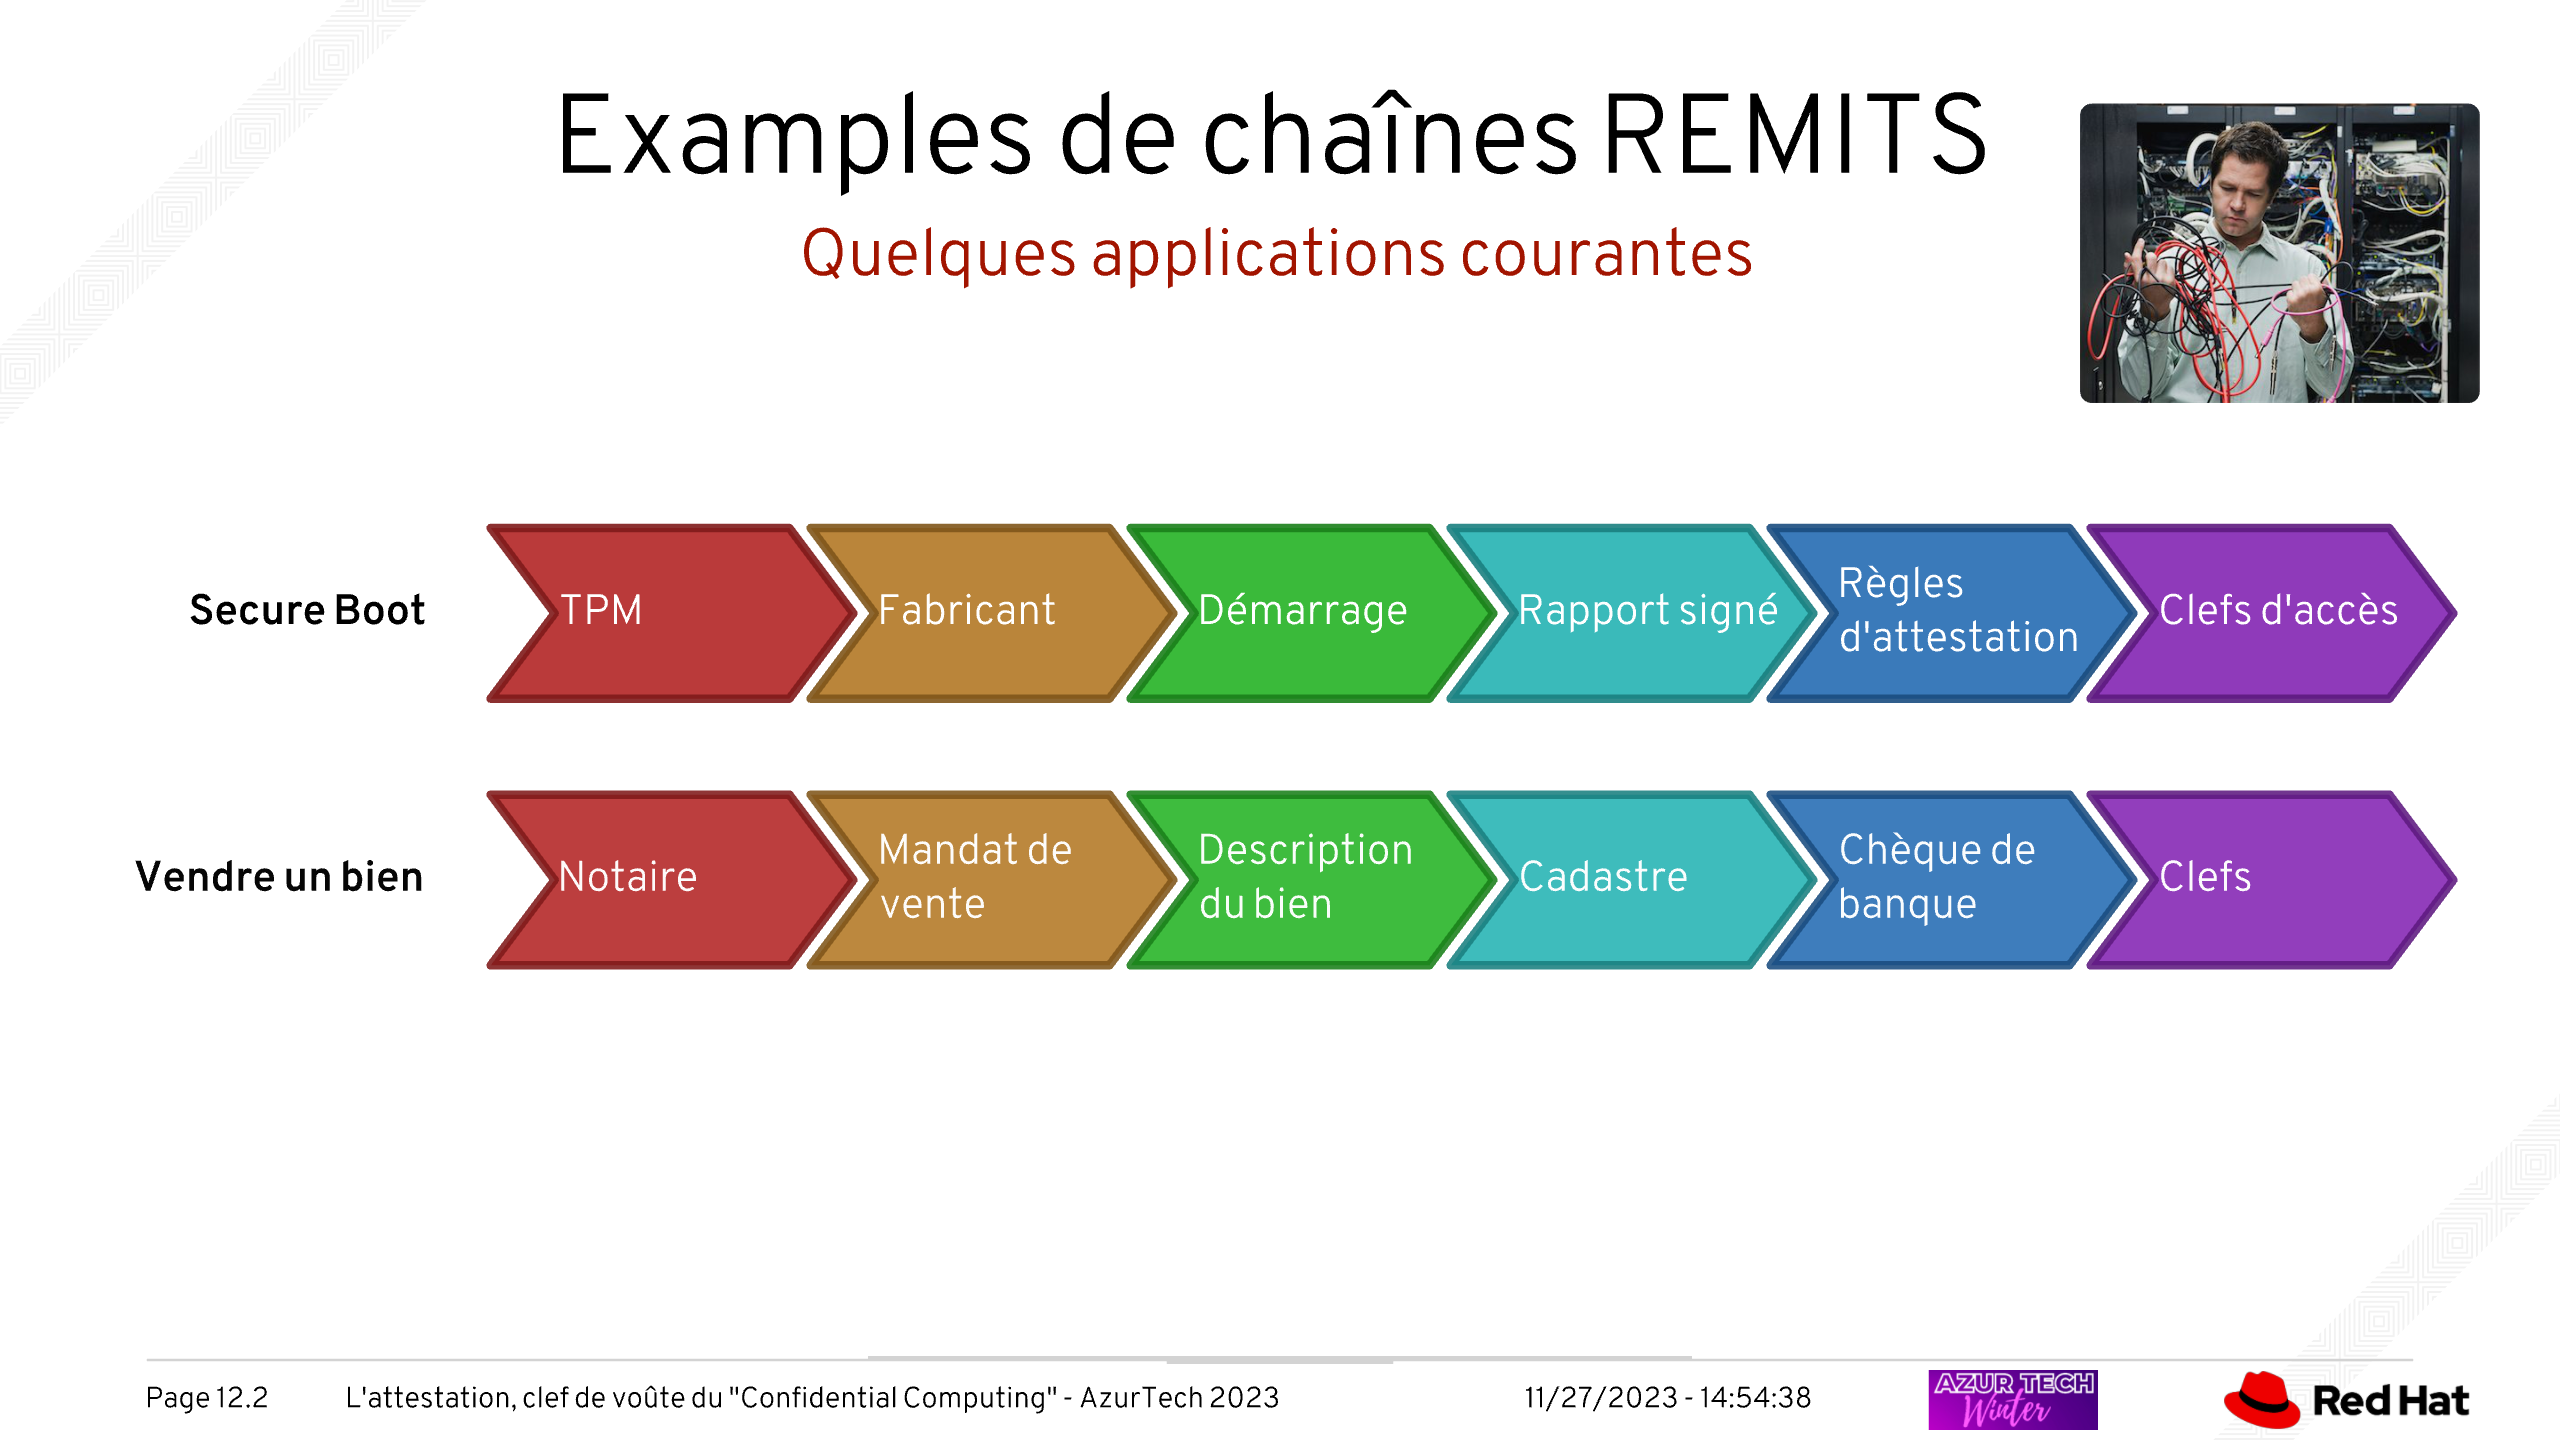 Examples de chaînes REMITS
Quelques applications courantes
Secure Boot
TPM
Fabricant
Démarrage
Rapport signé
Règles
d'attestation
Clefs d'accès
Vendre un bien
Notaire
Mandat de
vente
Description
du bien
Cadastre
Chèque de
banque
Clefs
Page 12.2
L'attestation, clef de voûte du "Confidential Computing" - AzurTech 2023
11/27/2023 - 14:54:38
AZUR TECH
Winter
Red Hat